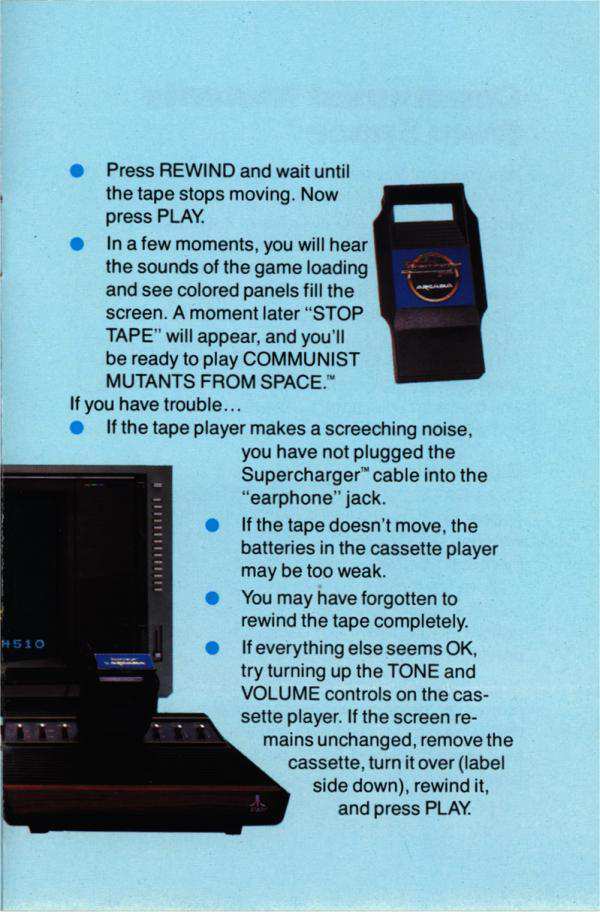 ● Press REWIND and wait until
the tape stops moving. Now
press PLAY.
● In a few moments, you will hear
the sounds of the game loading
and see colored panels fill the
screen. A moment later “STOP
TAPE” will appear, and you’ll
be ready to play COMMUNIST
MUTANTS FROM SPACE.™
ARCADIA
If you have trouble...
● If the tape player makes a screeching noise,
you have not plugged the
Supercharger™ cable into the
“earphone” jack.
● If the tape doesn’t move, the
batteries in the cassette player
may be too weak.
● You may have forgotten to
rewind the tape completely.
● If everything else seems OK,
try turning up the TONE and
VOLUME controls on the cas-
sette player. If the screen re-
mains unchanged, remove the
cassette, turn it over (label
side down), rewind it,
and press PLAY.
H510
ARCADIA
ATARI